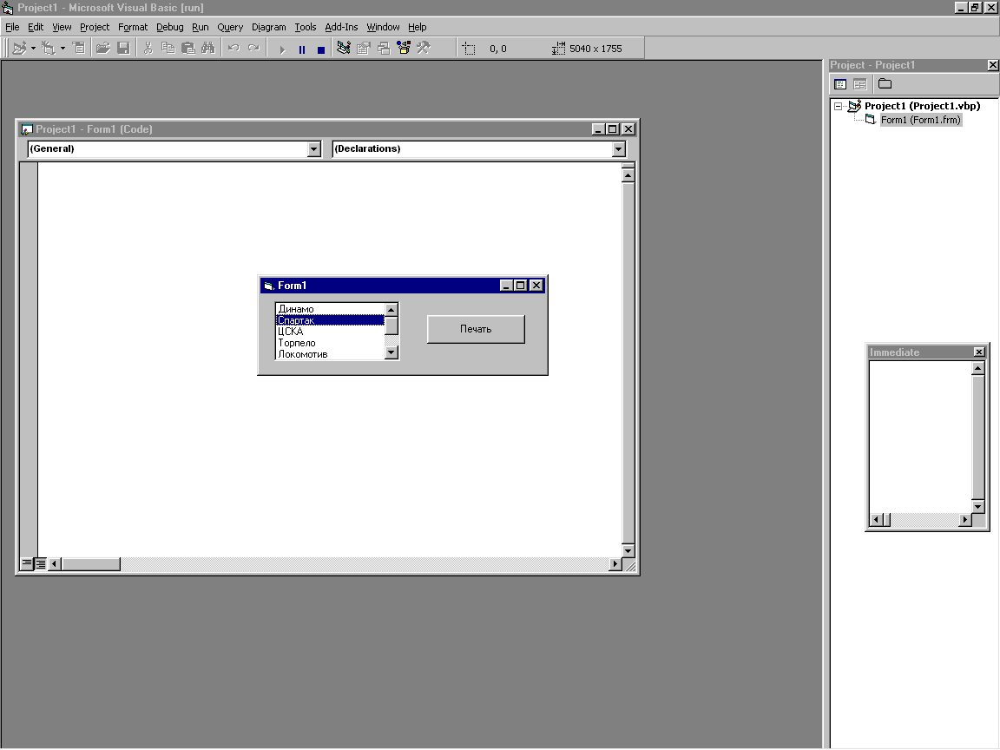 Project1 - Microsoft Visual Basic [run]
File Edit View Project Format Debug Run Query Diagram Tools Add-Ins Window Help
0, 0 5040 x 1755
Project - Project1
Project1 (Project1.vbp)
Form1 (Form1.frm)
Project1 - Form1 (Code)
(General) (Declarations)
Form1
Динамо
Спартак
ЦСКА
Торпело
Локомотив
Печать
Immediate